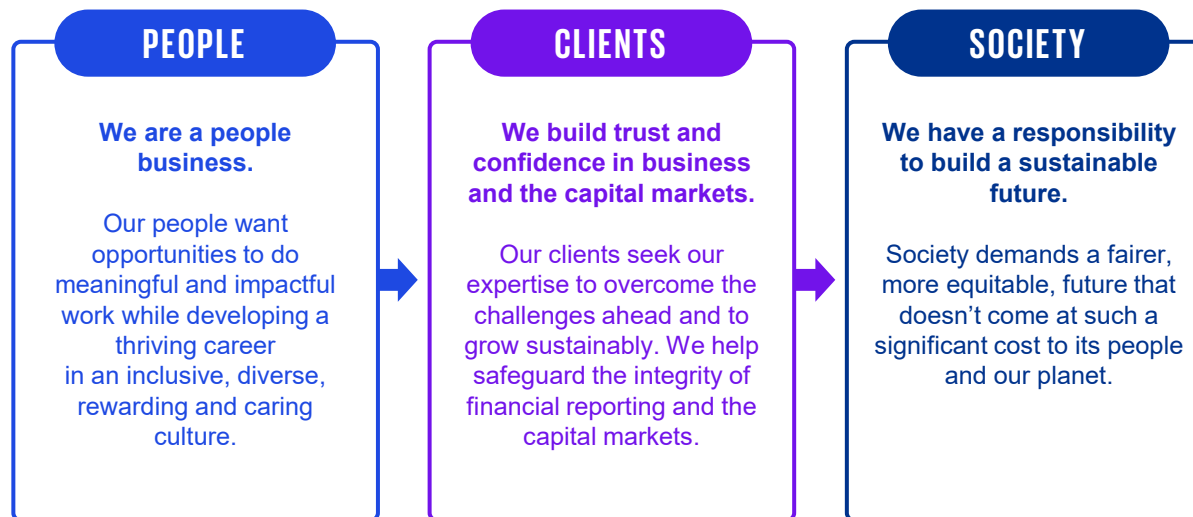 PEOPLE
We are a people
business.
Our people want
opportunities to do
meaningful and impactful
work while developing a
thriving career
in an inclusive, diverse,
rewarding and caring
culture.
CLIENTS
We build trust and
confidence in business
and the capital markets.
Our clients seek our
expertise to overcome the
challenges ahead and to
grow sustainably. We help
safeguard the integrity of
financial reporting and the
capital markets.
SOCIETY
We have a responsibility
to build a sustainable
future.
Society demands a fairer,
more equitable, future that
doesn’t come at such a
significant cost to its people
and our planet.